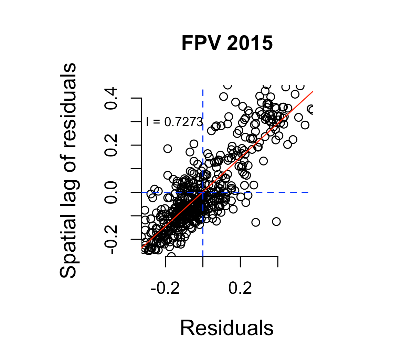 FPV 2015
Spatial lag of residuals
0.4
0.2
0.0
-0.2
I = 0.7273
-0.2
0.2
Residuals